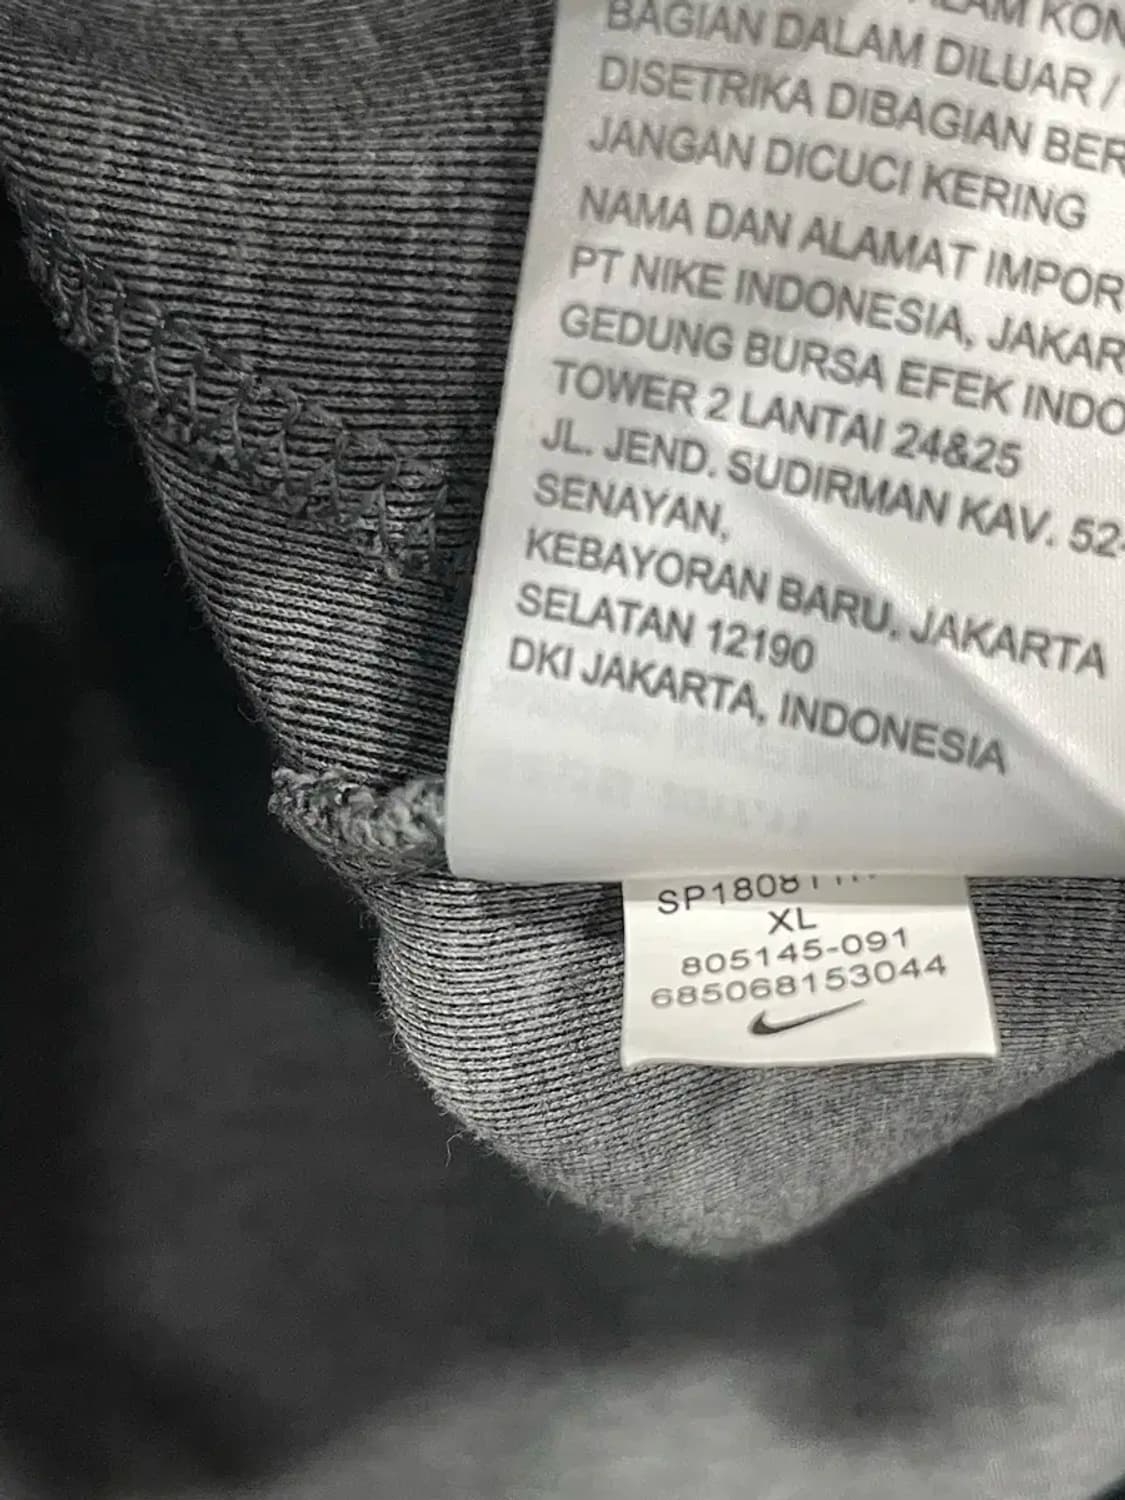 BAGIAN DALAM DILUAR /
DISETRIKA DIBAGIAN BER
JANGAN DICUCI KERING
NAMA DAN ALAMAT IMPOR
PT NIKE INDONESIA, JAKAR
GEDUNG BURSA EFEK INDO
TOWER 2 LANTAI 24&25
JL. JEND. SUDIRMAN KAV. 52-
SENAYAN,
KEBAYORAN BARU, JAKARTA
SELATAN 12190
DKI JAKARTA, INDONESIA
SP1808
XL
805145-091
685068153044